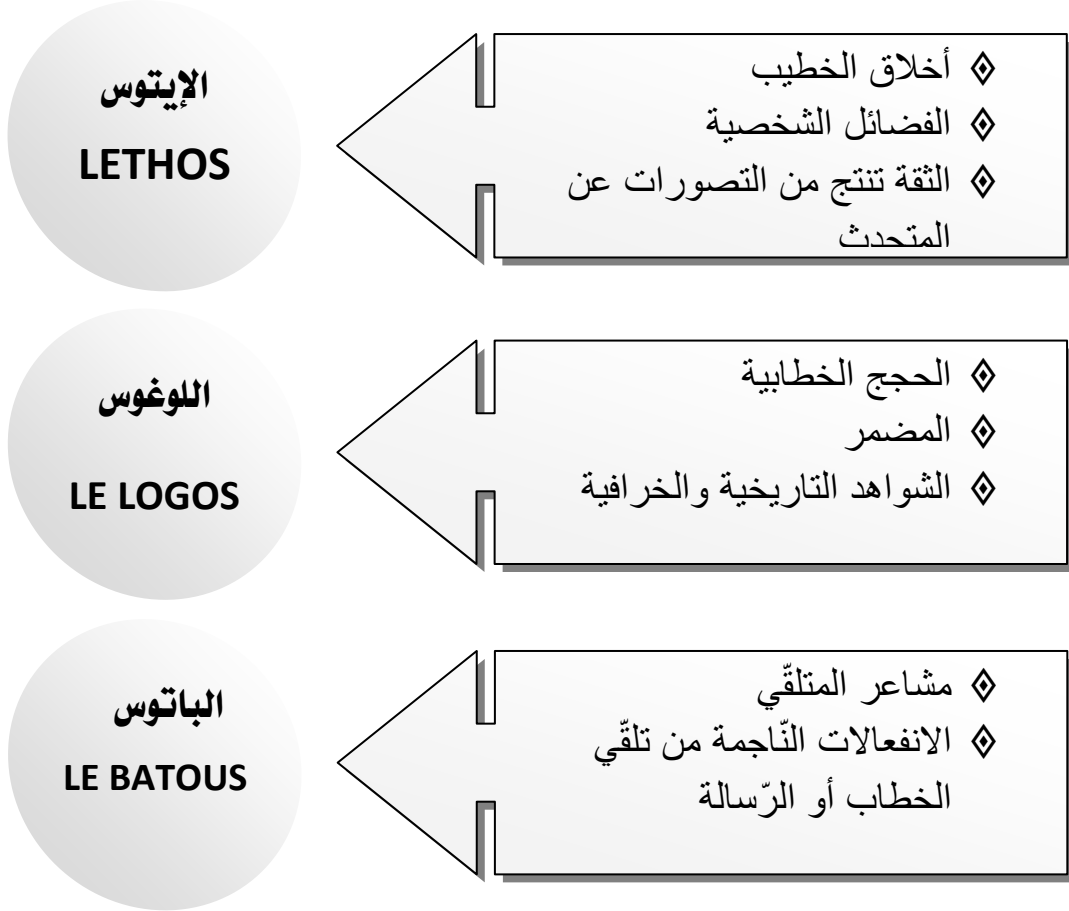 الإيتوس
LETHOS
أخلاق الخطيب
الفضائل الشخصية
الثقة تنتج من التصورات عن
المتحدث
اللوغوس
LE LOGOS
الحجج الخطابية
المضمر
الشواهد التاريخية والخرافية
الباتوس
LE BATOUS
مشاعر المتلقّي
الانفعالات النّاجمة من تلقّي
الخطاب أو الرّسالة